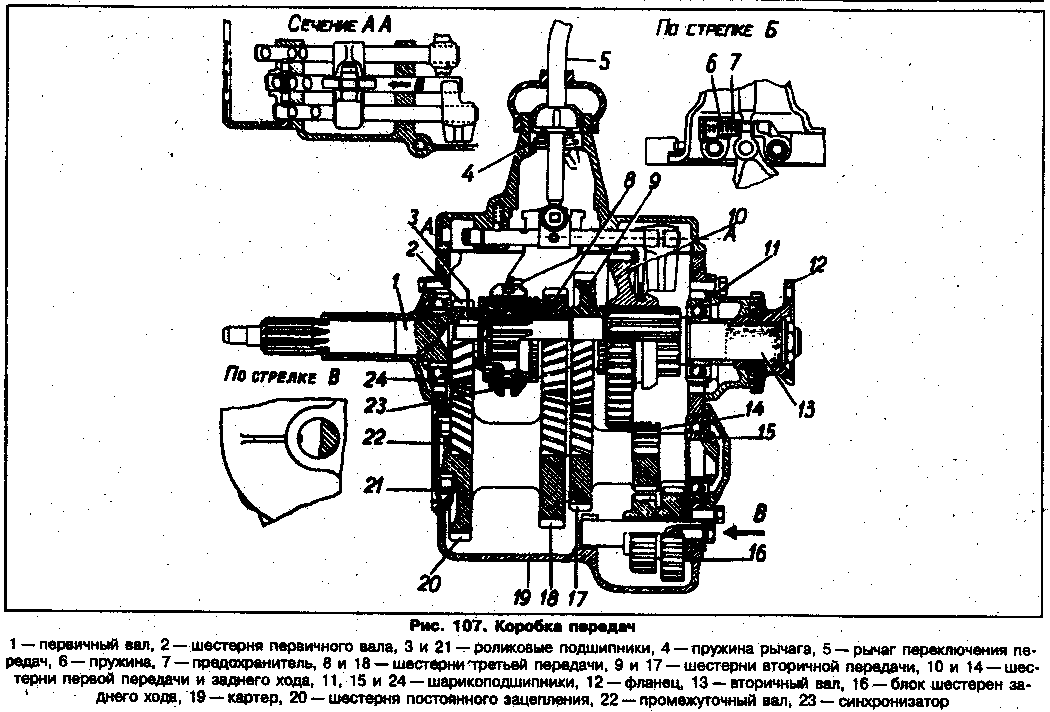 Сечение А А
По стрелке Б
5
6 7
4
8 9
3
А
10
А
2
11
12
1
По стрелке В
24
23
13
14
22
15
21
В
16
20
19 18 17
Рис. 107. Коробка передач
1 — первичный вал, 2 — шестерня первичного вала, 3 и 21 — роликовые подшипники, 4 — пружина рычага, 5 — рычаг переключения пе-
редач, 6 — пружина, 7 — предохранитель, 8 и 18 — шестерни третьей передачи, 9 и 17 — шестерни вторичной передачи, 10 и 14 — шес-
терни первой передачи и заднего хода, 11, 15 и 24 — шарикоподшипники, 12 — фланец, 13 — вторичный вал, 16 — блок шестерен за-
днего хода, 19 — картер, 20 — шестерня постоянного зацепления, 22 — промежуточный вал, 23 — синхронизатор